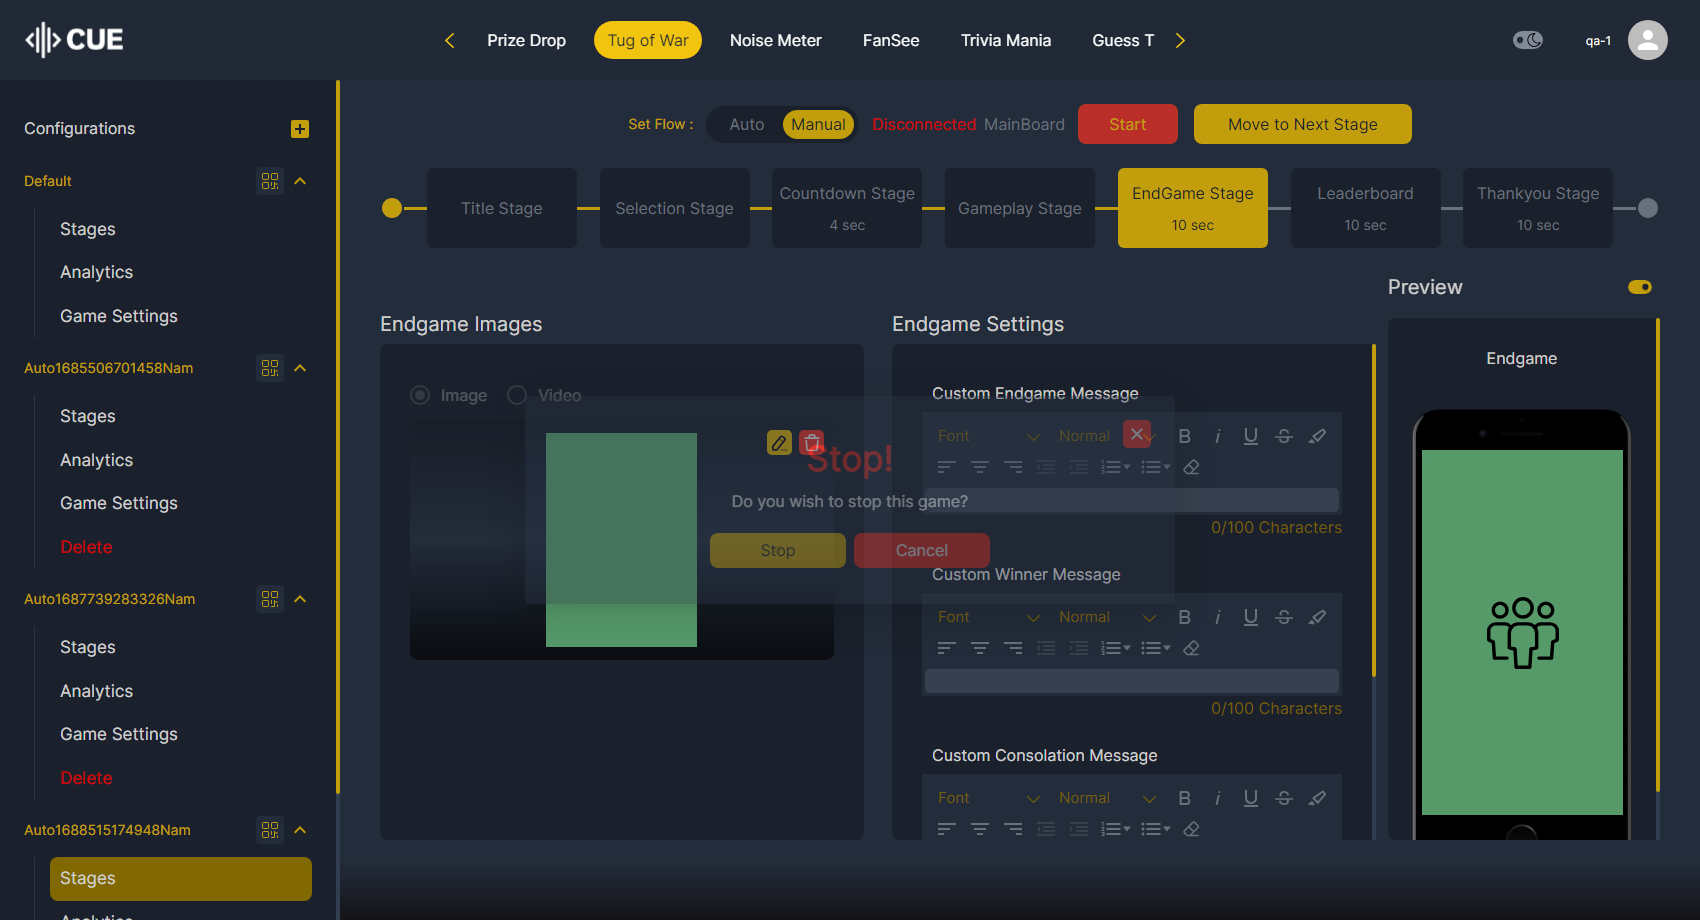 CUE
Prize Drop
Tug of War
Noise Meter
FanSee
Trivia Mania
Guess T
qa-1
Configurations
Default
Stages
Analytics
Game Settings
Auto1685506701458Nam
Stages
Analytics
Game Settings
Delete
Auto1687739283326Nam
Stages
Analytics
Game Settings
Delete
Auto1688515174948Nam
Stages
Set Flow :
Auto
Manual
Disconnected MainBoard
Start
Move to Next Stage
Title Stage
Selection Stage
Countdown Stage
4 sec
Gameplay Stage
EndGame Stage
10 sec
Leaderboard
10 sec
Thankyou Stage
10 sec
Endgame Images
Image
Video
Stop!
Do you wish to stop this game?
Stop
Cancel
Endgame Settings
Custom Endgame Message
Font
Normal
0/100 Characters
Custom Winner Message
Font
Normal
0/100 Characters
Custom Consolation Message
Font
Normal
Preview
Endgame